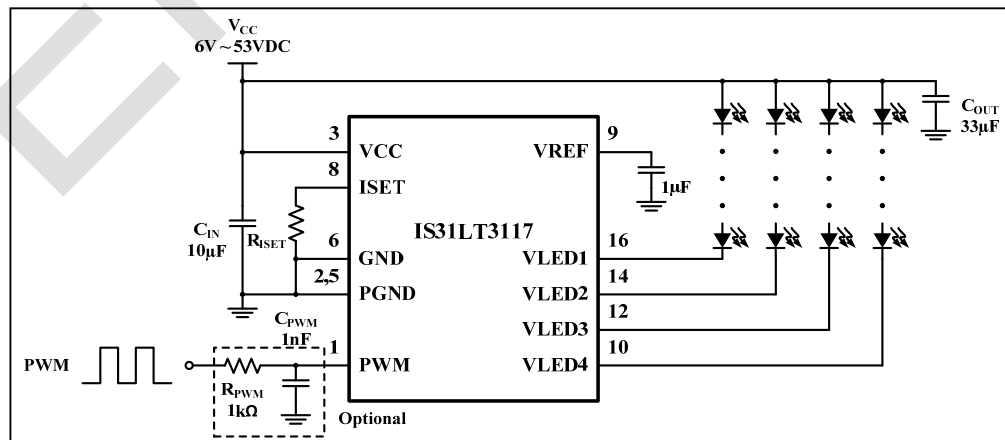 VCC
6V ~ 53VDC
3
VCC
8
ISET
RISET
6
GND
2,5
PGND
CIN
10µF
IS31LT3117
9
VREF
1µF
COUT
33µF
16
VLED1
14
VLED2
12
VLED3
10
VLED4
CPWM
1nF
1
PWM
PWM
RPWM
1kΩ
Optional